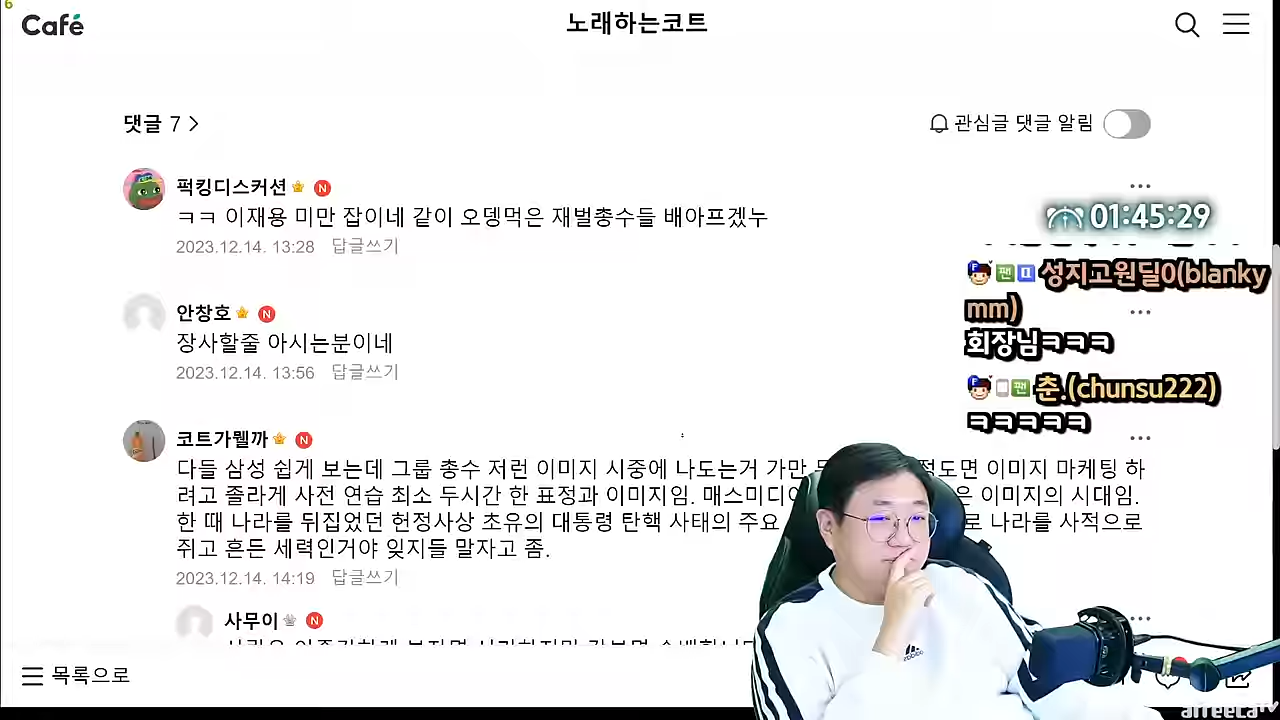 6
Café
노래하는코트
댓글 7
관심글 댓글 알림
퍽킹디스커션
ㅋㅋ 이재용 미만 잡이네 같이 오뎅먹은 재벌총수들 배아프겠누
2023.12.14. 13:28 답글쓰기
01:45:29
성지고원딜0(blanky
mm)
회장님ㅋㅋㅋ
춘.(chunsu222)
ㅋㅋㅋㅋㅋ
안창호
장사할줄 아시는분이네
2023.12.14. 13:56 답글쓰기
코트가뤨까
다들 삼성 쉽게 보는데 그룹 총수 저런 이미지 시중에 나도는거 가만 이미지 마케팅 하
려고 졸라게 사전 연습 최소 두시간 한 표정과 이미지임. 이미지의 시대임.
한 때 나라를 뒤집었던 헌정사상 초유의 대통령 탄핵 사태의 주요 나라를 사적으로
쥐고 흔든 세력인거야 잊지들 말자고 좀.
2023.12.14. 14:19 답글쓰기
사무이
목록으로
adidas
afreecaTV